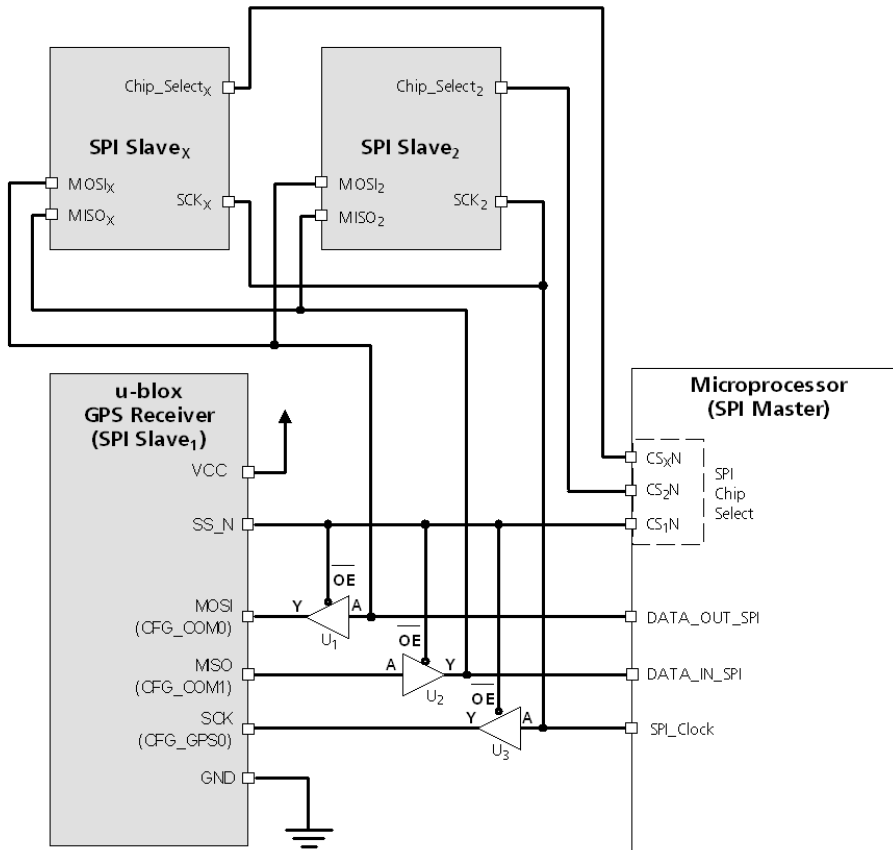 Chip_SelectX
SPI SlaveX
MOSIX
MISOX
SCKX
Chip_Select2
SPI Slave2
MOSI2
MISO2
SCK2
u-blox
GPS Receiver
(SPI Slave1)
VCC
SS_N
MOSI
(CFG_COM0)
MISO
(CFG_COM1)
SCK
(CFG_GPS0)
GND
OE
Y A
U1
OE
A Y
U2
OE
Y A
U3
Microprocessor
(SPI Master)
CSXN
CS2N
CS1N
SPI
Chip
Select
DATA_OUT_SPI
DATA_IN_SPI
SPI_Clock